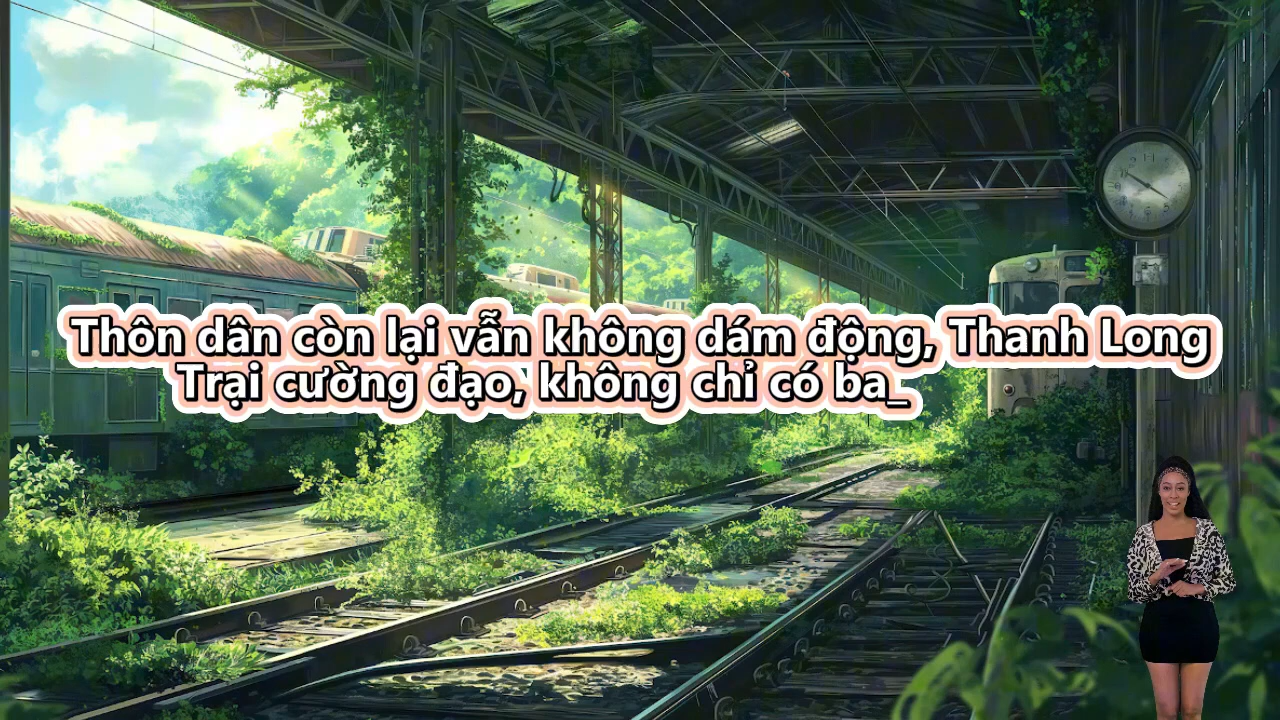 Thôn dân còn lại vẫn không dám động, Thanh Long
Trại cường đạo, không chỉ có ba_